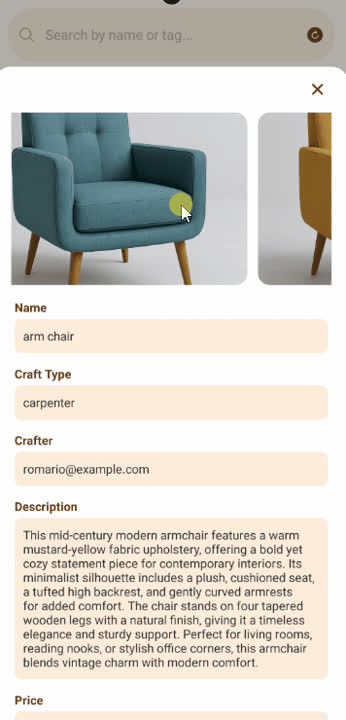 Search by name or tag...
Name
arm chair
Craft Type
carpenter
Crafter
romario@example.com
Description
This mid-century modern armchair features a warm
mustard-yellow fabric upholstery, offering a bold yet
cozy statement piece for contemporary interiors. Its
minimalist silhouette includes a plush, cushioned seat,
a tufted high backrest, and gently curved armrests
for added comfort. The chair stands on four tapered
wooden legs with a natural finish, giving it a timeless
elegance and sturdy support. Perfect for living rooms,
reading nooks, or stylish office corners, this armchair
blends vintage charm with modern comfort.
Price